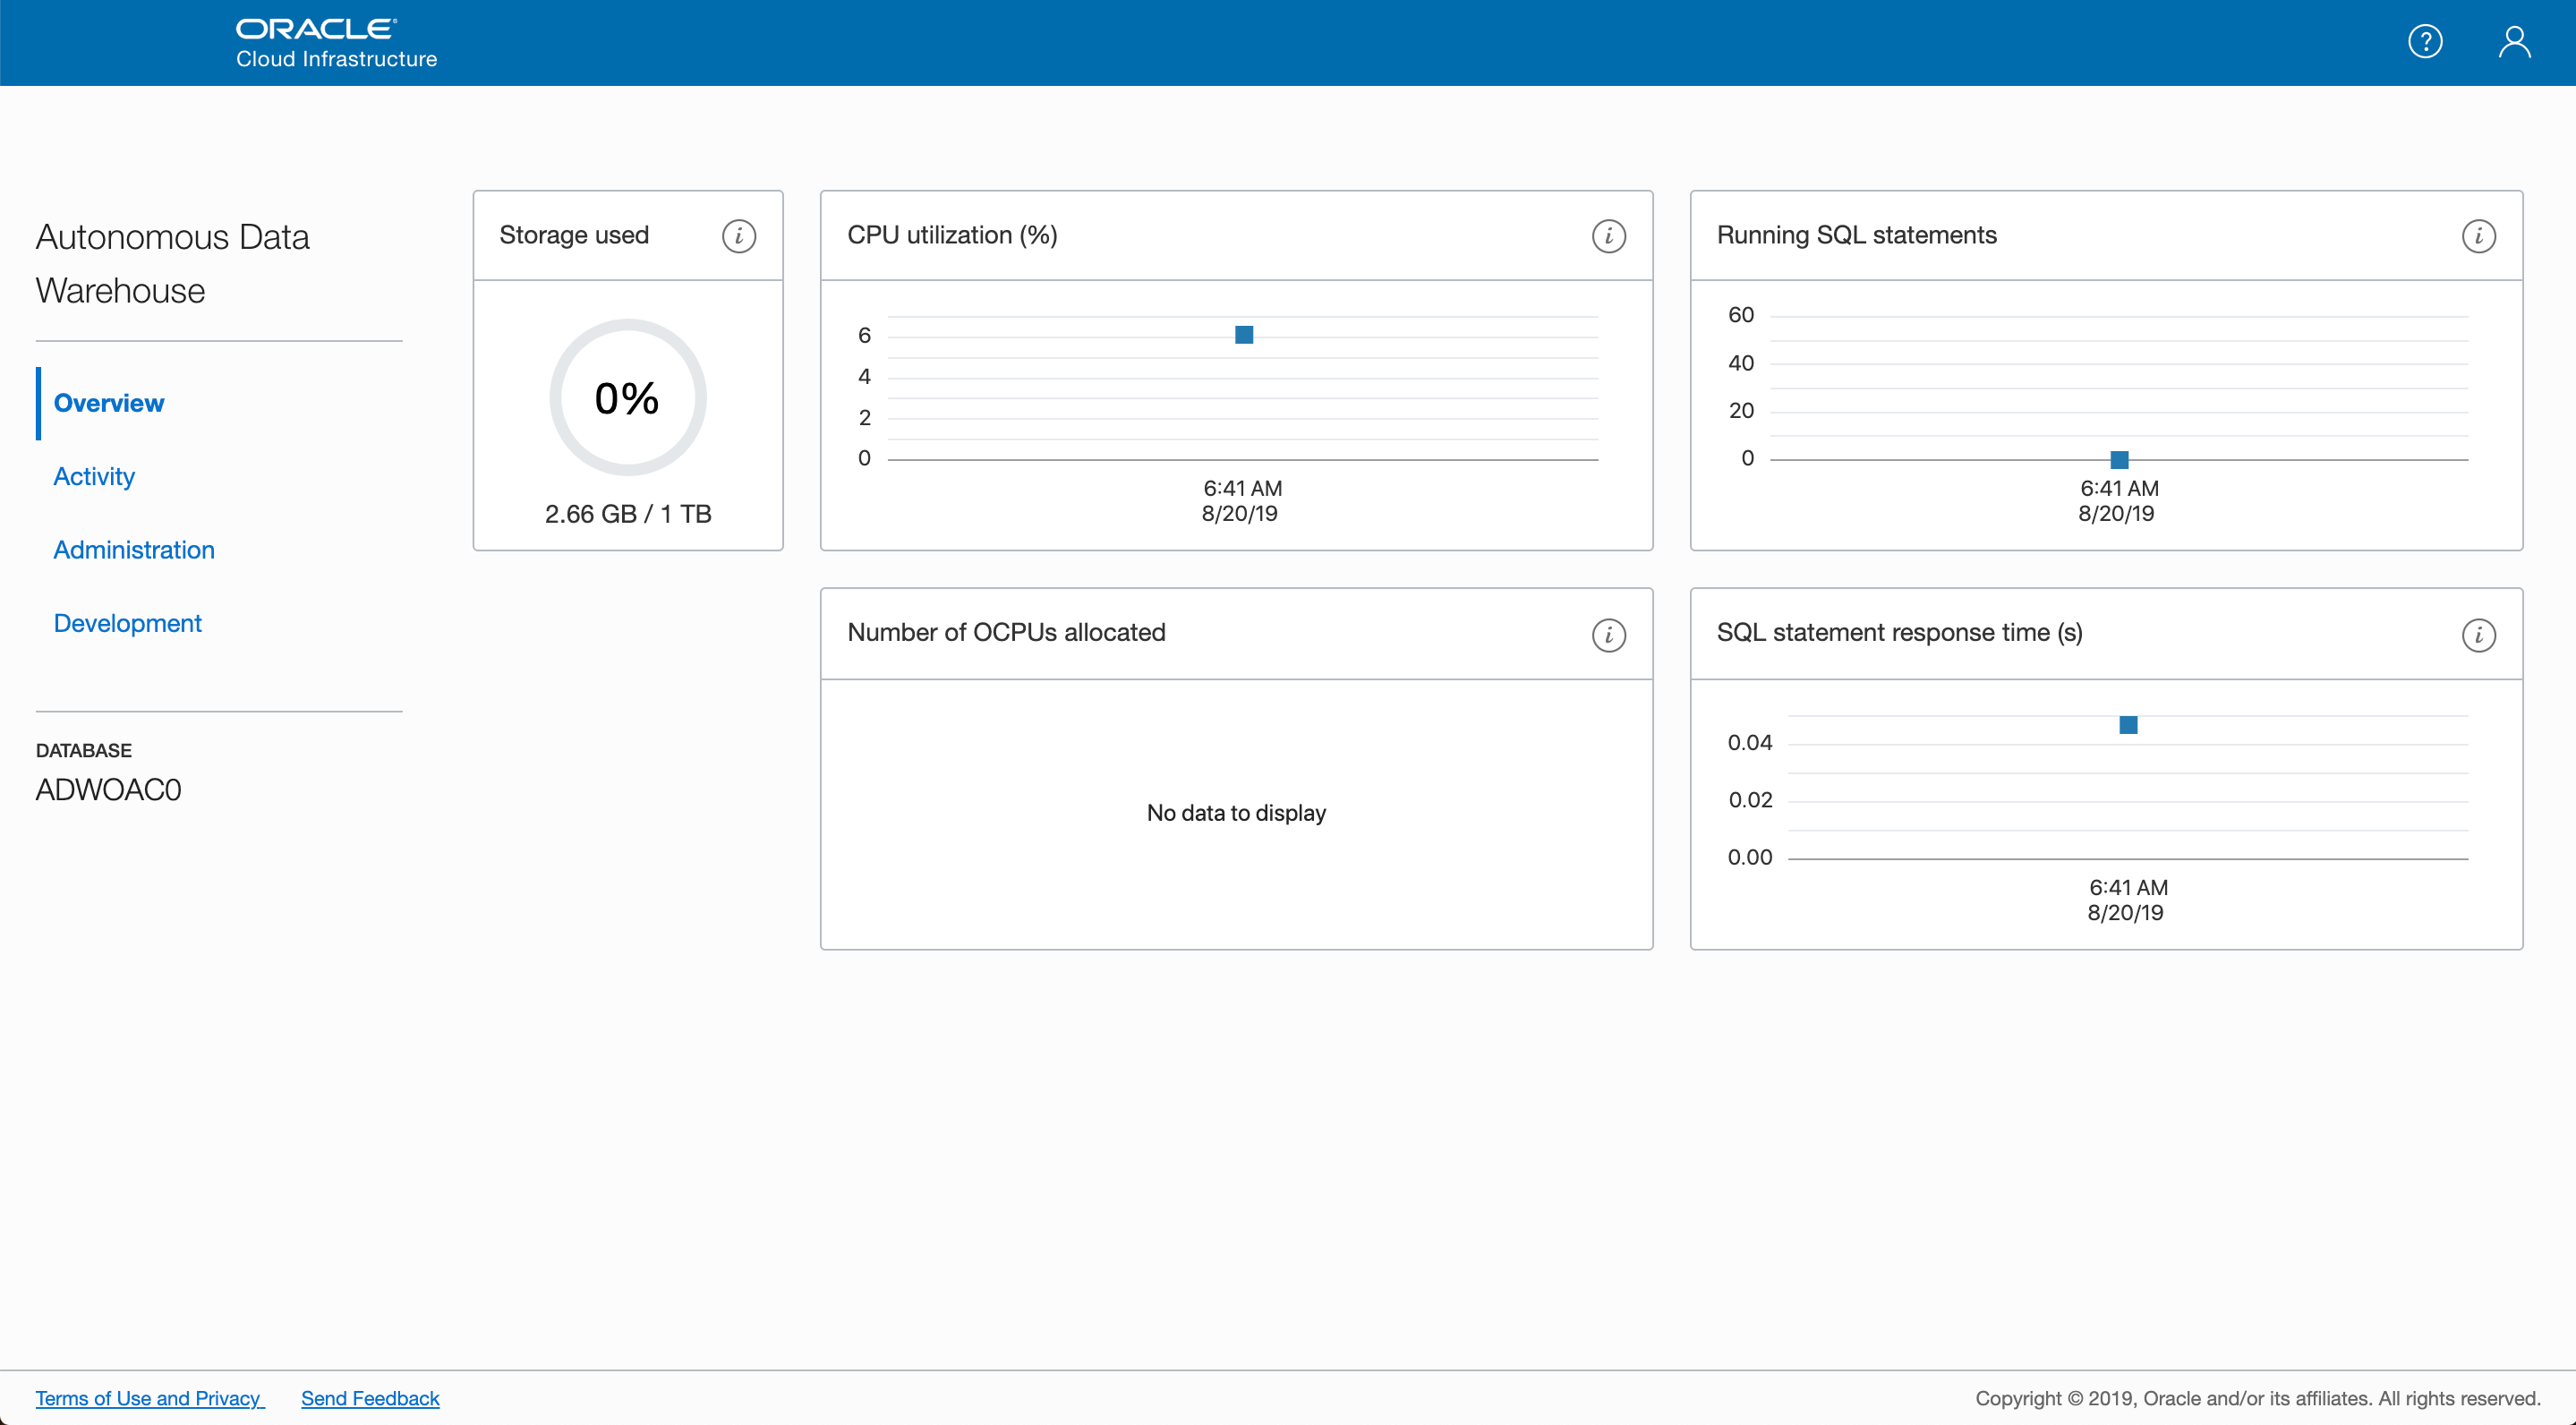 ORACLE
Cloud Infrastructure
?
Autonomous Data
Warehouse
Overview
Activity
Administration
Development
DATABASE
ADWOAC0
Storage used
i
0%
2.66 GB / 1 TB
CPU utilization (%)
i
6
4
2
0
6:41 AM
8/20/19
Running SQL statements
i
60
40
20
0
6:41 AM
8/20/19
Number of OCPUs allocated
i
No data to display
SQL statement response time (s)
i
0.04
0.02
0.00
6:41 AM
8/20/19
Terms of Use and Privacy
Send Feedback
Copyright © 2019, Oracle and/or its affiliates. All rights reserved.